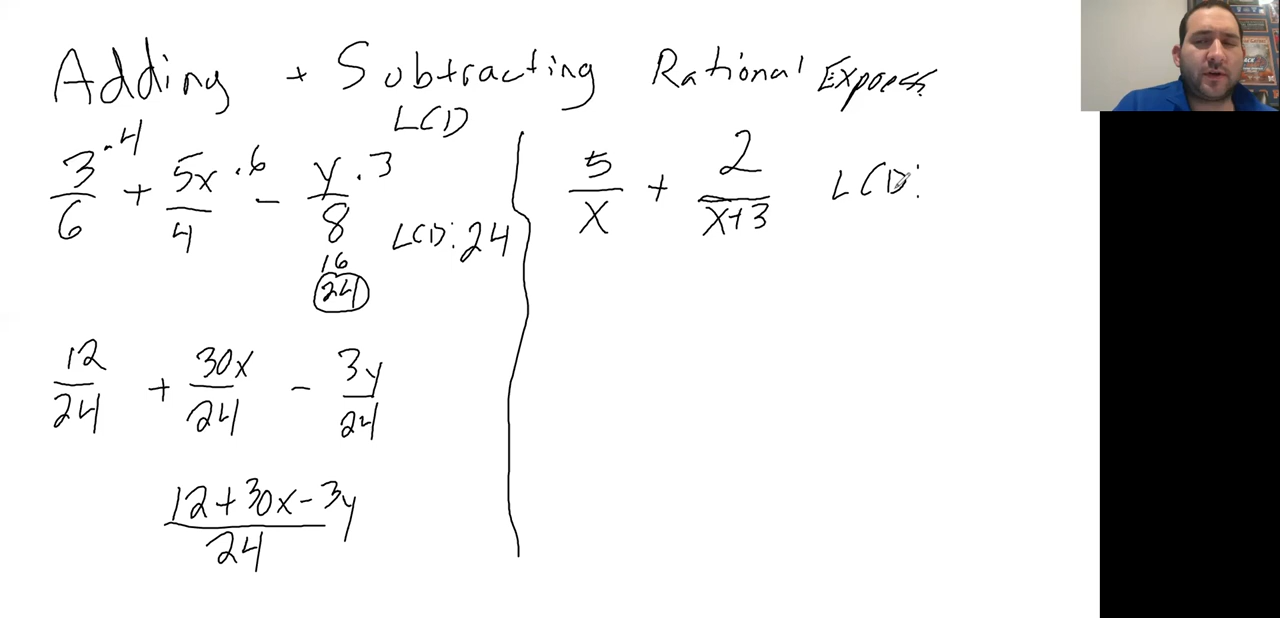 Adding + Subtracting Rational
LCD
3/6 · 4 + 5x/4 · 6 - y/8 · 3
16
24
LCD: 24
12/24 + 30x/24 - 3y/24
12 + 30x - 3y / 24
5/x + 2/x+3 LCD: